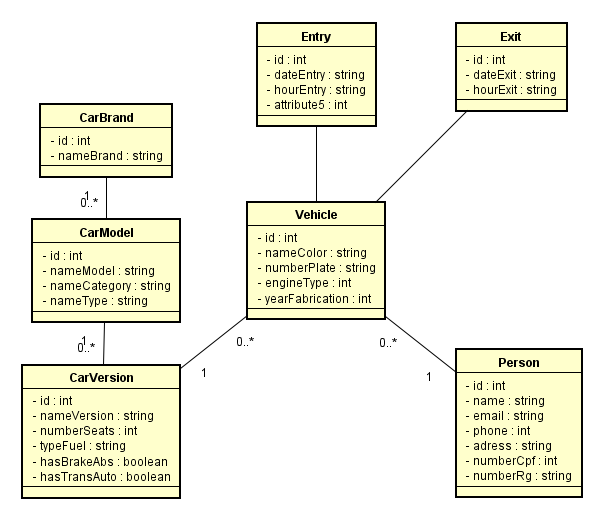 Entry
- id : int
- dateEntry : string
- hourEntry : string
- attribute5 : int
Exit
- id : int
- dateExit : string
- hourExit : string
CarBrand
- id : int
- nameBrand : string
1
0..*
CarModel
- id : int
- nameModel : string
- nameCategory : string
- nameType : string
1
0..*
CarVersion
- id : int
- nameVersion : string
- numberSeats : int
- typeFuel : string
- hasBrakeAbs : boolean
- hasTransAuto : boolean
Vehicle
- id : int
- nameColor : string
- numberPlate : string
- engineType : int
- yearFabrication : int
0..*
1
0..*
1
Person
- id : int
- name : string
- email : string
- phone : int
- adress : string
- numberCpf : int
- numberRg : string